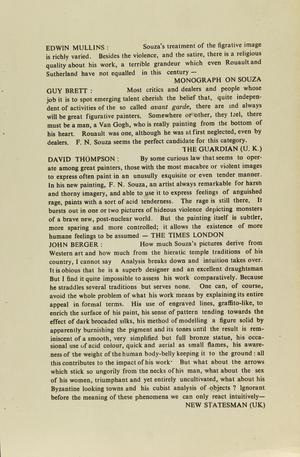 EDWIN MULLINS : Souza's treatment of the figrative image
is richly varied. Besides the violence, and the satire, there is a religious
quality about his work, a terrible grandeur which even Rouault and
Sutherland have not equalled in this century —
MONOGRAPH ON SOUZA
GUY BRETT : Most critics and dealers and people whose
job it is to spot emerging talent cherish the belief that, quite indepen-
dent of activities of the so called avant garde, there are and always
will be great figurative painters. Somewhere or other, they feel, there
must be a man, a Van Gogh, who is really painting from the bottom of
his heart. Rouault was one, although he was at first neglected, even by
dealers. F. N. Souza seems the perfect candidate for this category.
THE GUARDIAN (U. K.)
DAVID THOMPSON : By some curious law that seems to oper-
ate among great painters, those with the most macabre or violent images
to express often paint in an unusually exquisite or even tender manner.
In his new painting, F. N. Souza, an artist always remarkable for harsh
and thorny imagery, and able to use it to express feelings of anguished
rage, paints with a sort of acid tenderness. The rage is still there. It
bursts out in one or two pictures of hideous violence depicting monsters
of a brave new, post-nuclear world. But the painting itself is subtler,
more sparing and more controlled; it allows the existence of more
humane feelings to be assumed — THE TIMES LONDON
JOHN BERGER : How much Souza's pictures derive from
Western art and how much from the hieratic temple traditions of his
country, I cannot say Analysis breaks down and intuition takes over.
It is obious that he is a superb designer and an excellent draughtsman
But I find it quite impossible to assess his work comparatively. Because
he straddles several traditions but serves none. One can, of course,
avoid the whole problem of what his work means by explaining its entire
appeal in formal terms. His use of engraved lines, graffito-like, to
enrich the surface of his paint, his sense of pattern tending towards the
effect of dark brocaded silks, his method of modelling a figure solid by
apparently burnishing the pigment and its tones until the result is rem-
iniscent of a smooth, very simplified but full bronze statue, his occa-
sional use of acid colour, quick and aerial as small flames, his aware-
ness of the weight of the human body-belly keeping it to the ground: all
this contributes to the impact of his work. But what about the arrows
which stick so ungorily from the necks of his man, what about the sex
of his women, triumphant and yet entirely uncultivated, what about his
Byzantine looking towns and his cubist analysis of objects ? Ignorant
before the meaning of these phenomena we can only react intuitively—
NEW STATESMAN (UK)